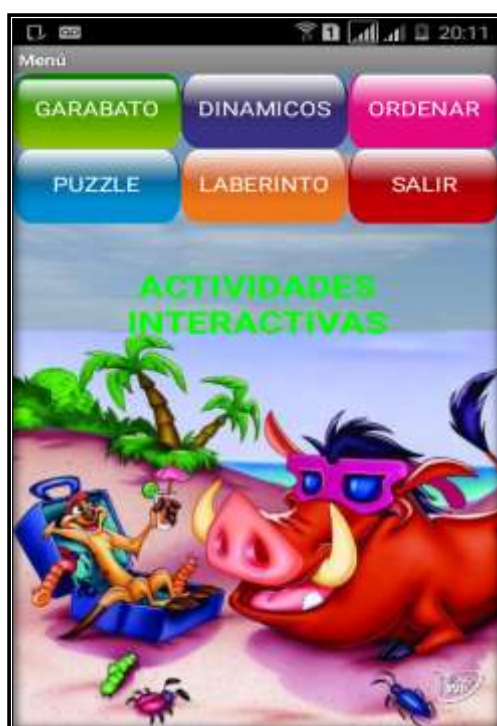 20:11
Menú
GARABATO DINAMICOS ORDENAR
PUZZLE LABERINTO SALIR
ACTIVIDADES
INTERACTIVAS